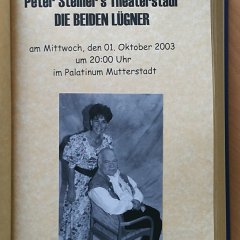 Peter Steiner's Theaterstadl
DIE BEIDEN LÜGNER
am Mittwoch, den 01. Oktober 2003
um 20:00 Uhr
im Palatinum Mutterstadt